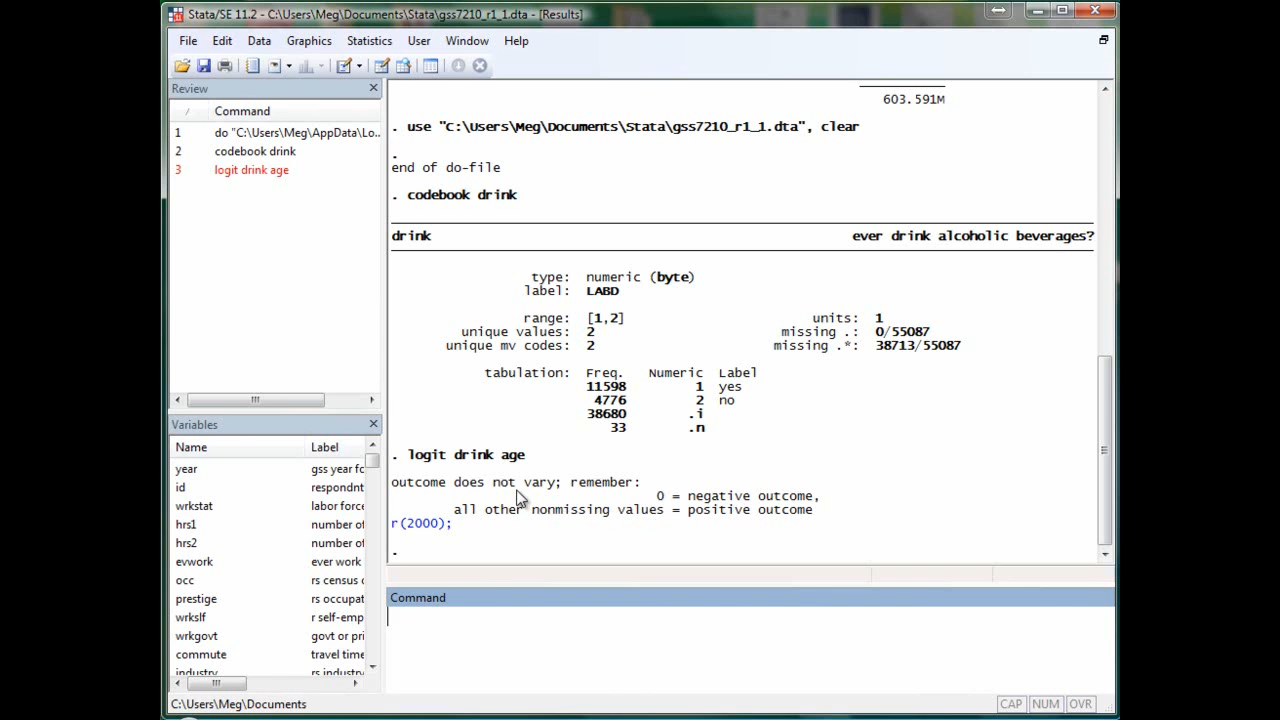 Stata/SE 11.2 - C:\Users\Meg\Documents\Stata\gss7210_r1_1.dta - [Results]
File Edit Data Graphics Statistics User Window Help
Review
Command
1 do "C:\Users\Meg\AppData\Lo...
2 codebook drink
3 logit drink age
Variables
Name Label
year gss year fo
id respondnt
wrkstat labor force
hrs1 number of
hrs2 number of
evwork ever work
occ rs census o
prestige rs occupat
wrkslf r self-emp
wrkgovt govt or pri
commute travel time
industry rs industry
603.591M
. use "C:\Users\Meg\Documents\Stata\gss7210_r1_1.dta", clear
.
end of do-file
. codebook drink
drink ever drink alcoholic beverages?
type: numeric (byte)
label: LABD
range: [1,2] units: 1
unique values: 2 missing .: 0/55087
unique mv codes: 2 missing .*: 38713/55087
tabulation: Freq. Numeric Label
11598 1 yes
4776 2 no
38680 .i
33 .n
. logit drink age
outcome does not vary; remember:
0 = negative outcome,
all other nonmissing values = positive outcome
r(2000);
.
Command
C:\Users\Meg\Documents
CAP NUM OVR